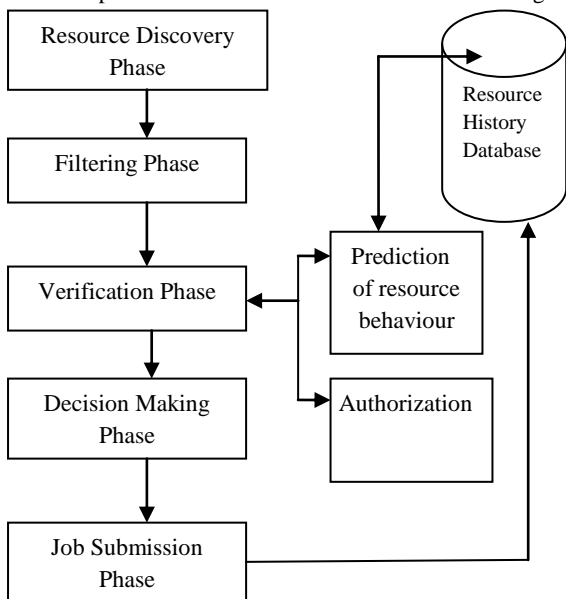 Resource Discovery
Phase
Filtering Phase
Verification Phase
Decision Making
Phase
Job Submission
Phase
Resource
History
Database
Prediction
of resource
behaviour
Authorization